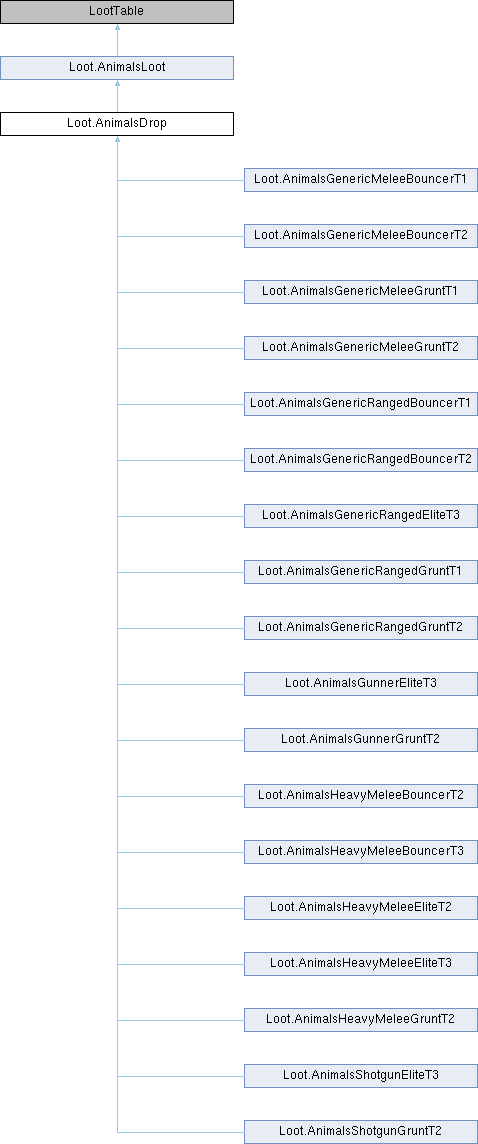 LootTable
Loot.AnimalsLoot
Loot.AnimalsDrop
Loot.AnimalsGenericMeleeBouncerT1
Loot.AnimalsGenericMeleeBouncerT2
Loot.AnimalsGenericMeleeGruntT1
Loot.AnimalsGenericMeleeGruntT2
Loot.AnimalsGenericRangedBouncerT1
Loot.AnimalsGenericRangedBouncerT2
Loot.AnimalsGenericRangedEliteT3
Loot.AnimalsGenericRangedGruntT1
Loot.AnimalsGenericRangedGruntT2
Loot.AnimalsGunnerEliteT3
Loot.AnimalsGunnerGruntT2
Loot.AnimalsHeavyMeleeBouncerT2
Loot.AnimalsHeavyMeleeBouncerT3
Loot.AnimalsHeavyMeleeEliteT2
Loot.AnimalsHeavyMeleeEliteT3
Loot.AnimalsHeavyMeleeGruntT2
Loot.AnimalsShotgunEliteT3
Loot.AnimalsShotgunGruntT2